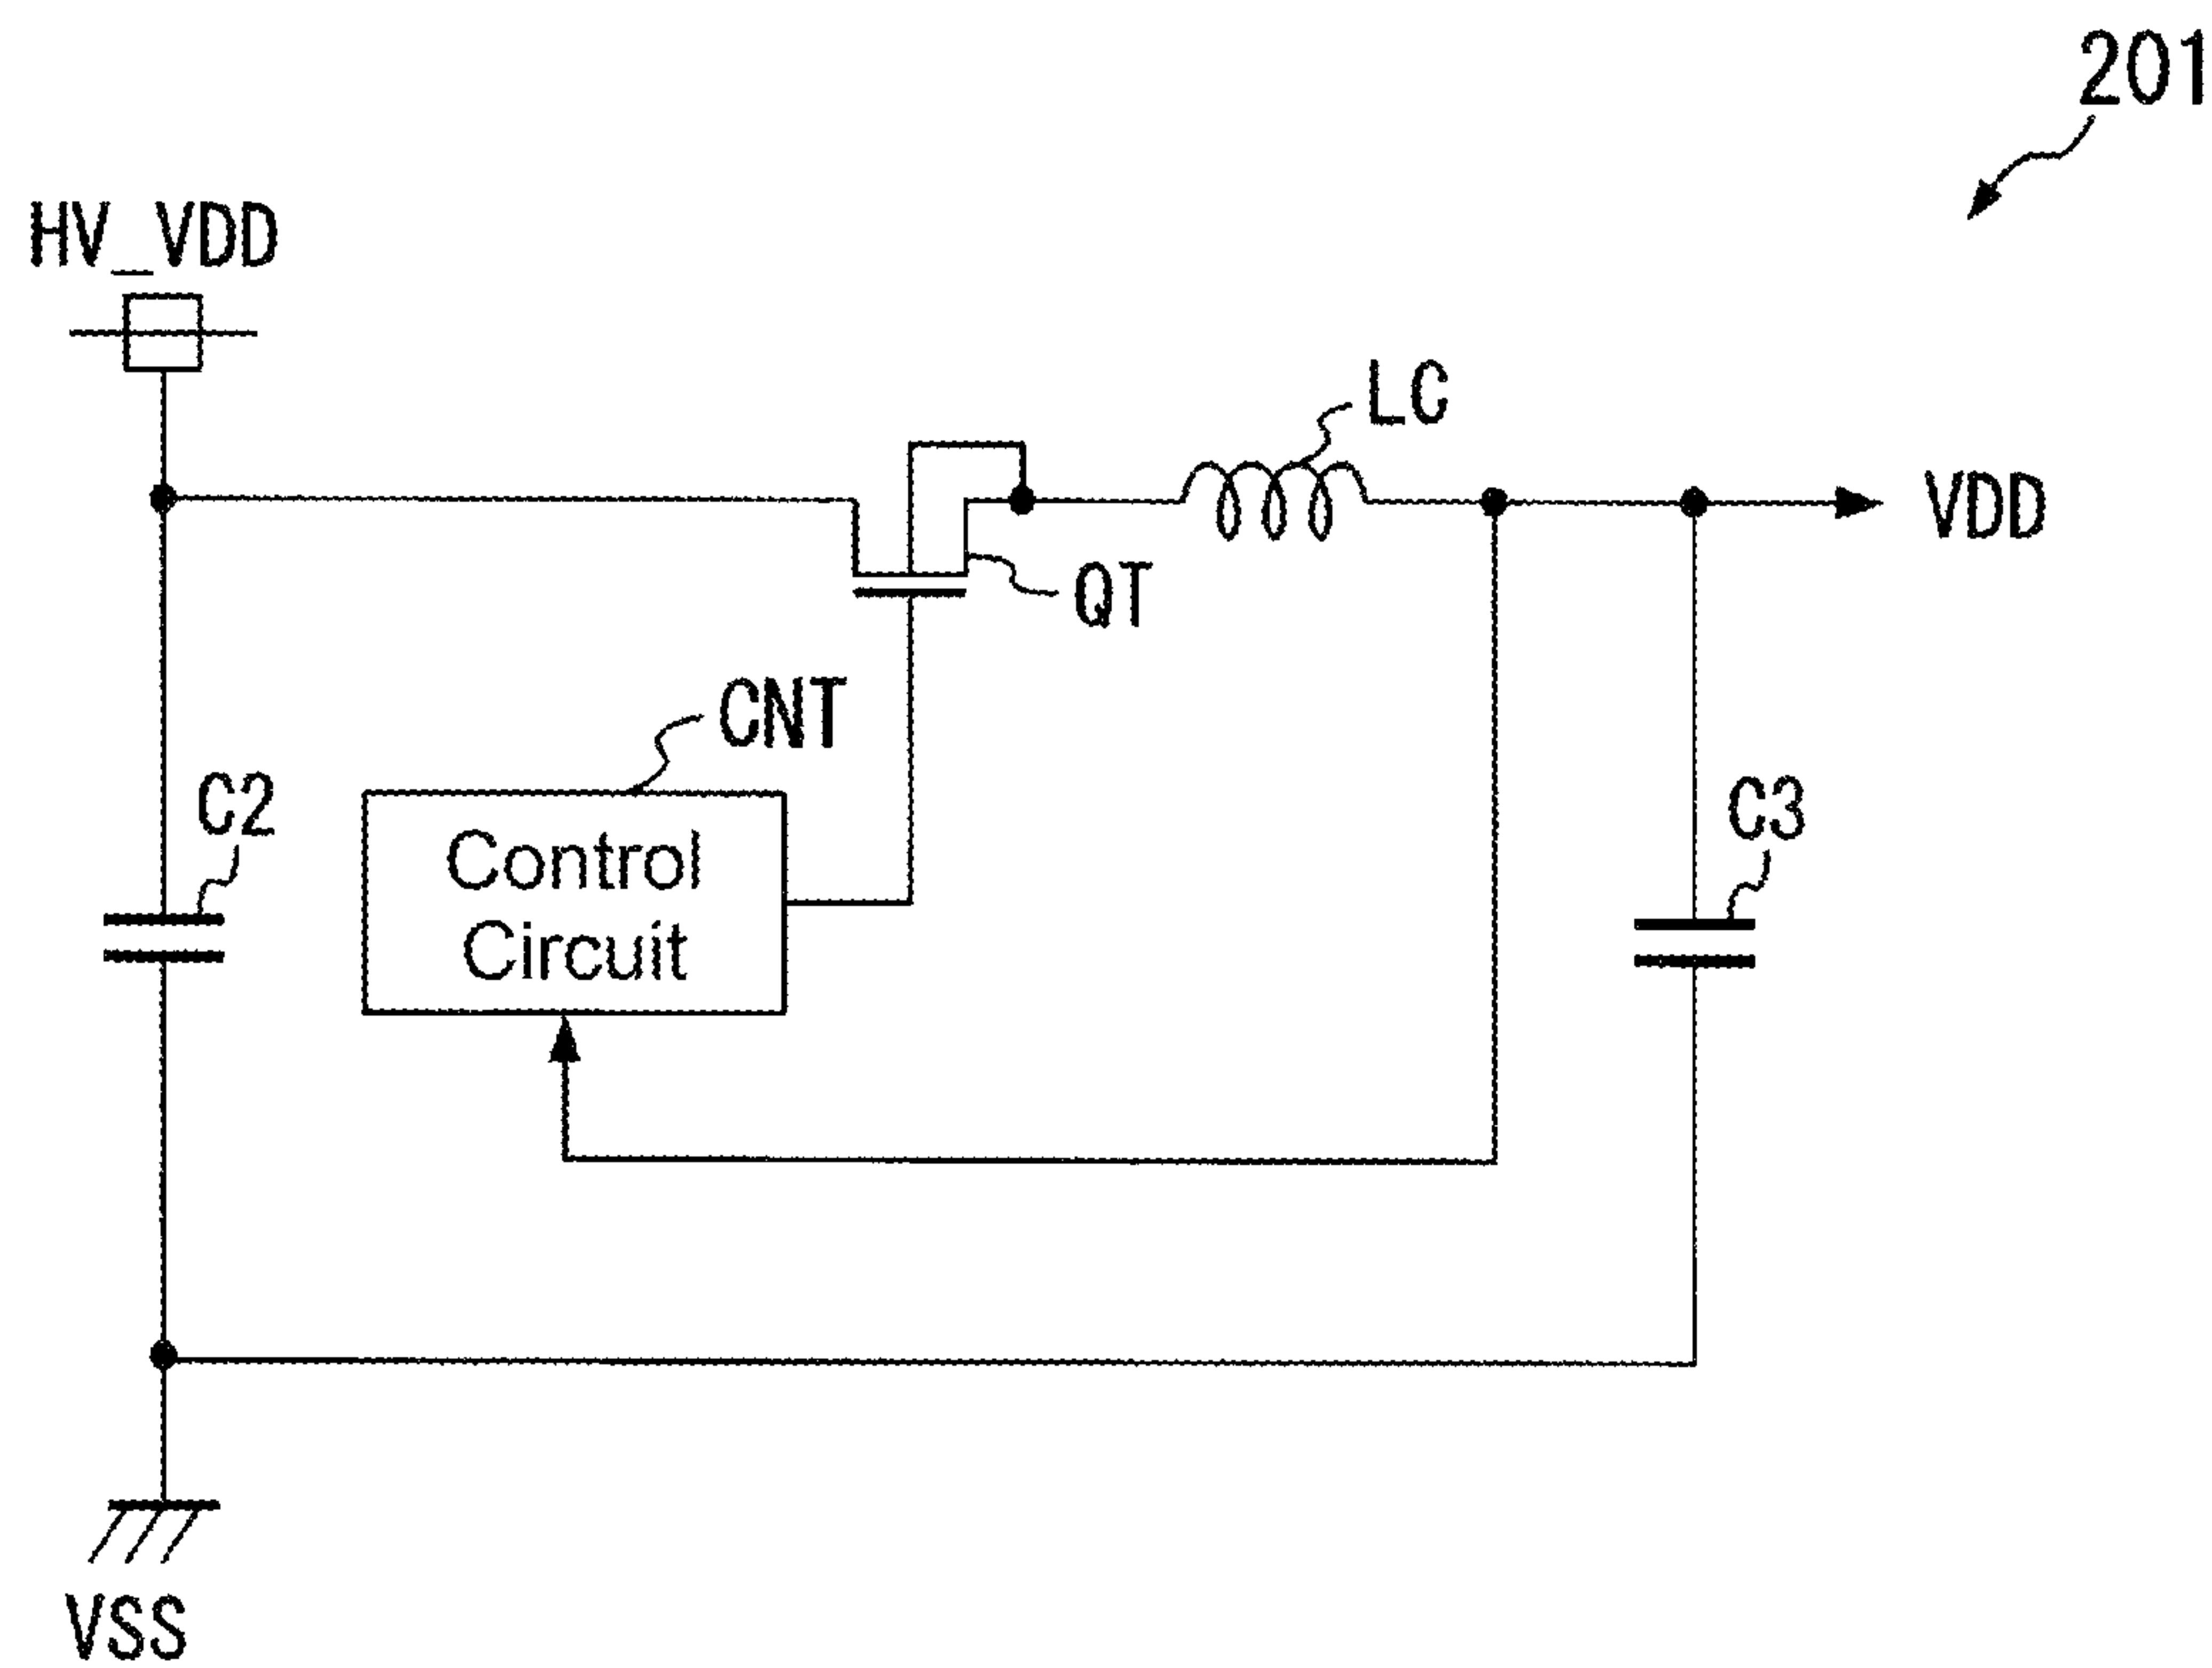 201
HV_VDD
LC
VDD
QT
CNT
C2
C3
Control
Circuit
VSS